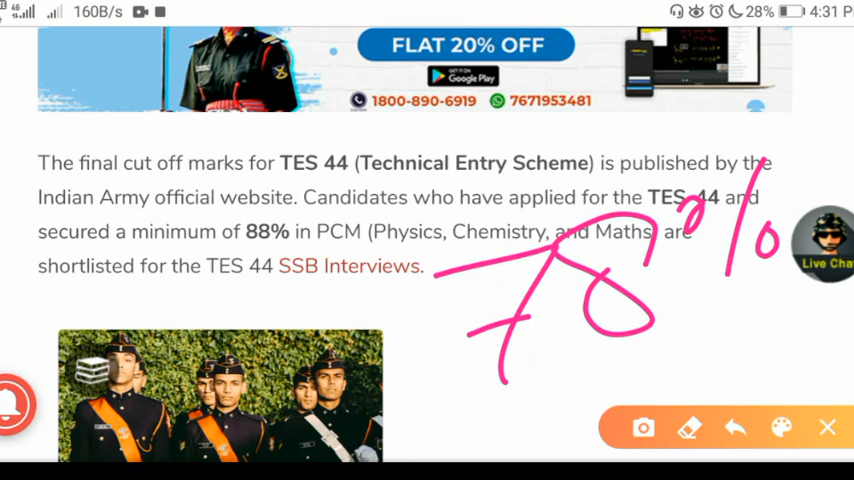 4G
160B/s
28%
4:31 PM
FLAT 20% OFF
GET IT ON
Google Play
1800-890-6919 7671953481
The final cut off marks for TES 44 (Technical Entry Scheme) is published by the
Indian Army official website. Candidates who have applied for the TES 44 and
secured a minimum of 88% in PCM (Physics, Chemistry, and Maths) are
shortlisted for the TES 44 SSB Interviews.
78%
Live Chat